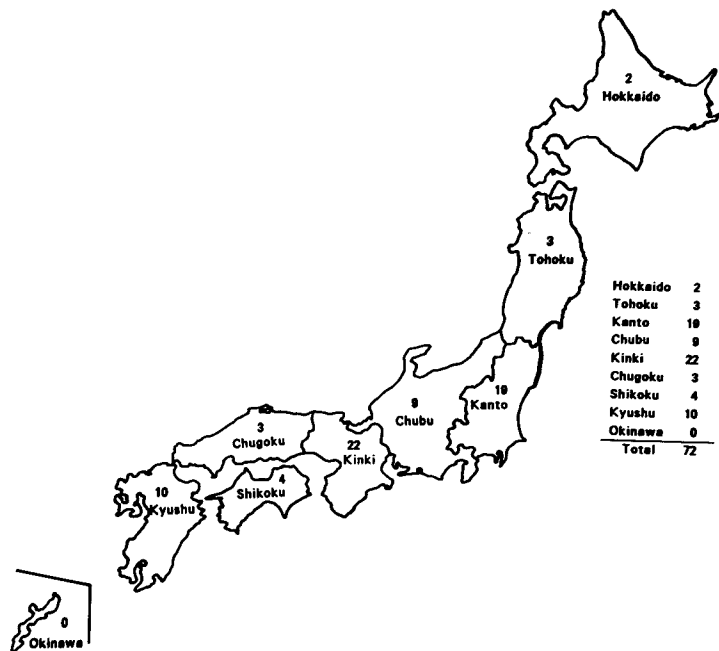 2
Hokkaido
3
Tohoku
19
Kanto
9
Chubu
22
Kinki
3
Chugoku
4
Shikoku
10
Kyushu
0
Okinawa
Hokkaido 2
Tohoku 3
Kanto 19
Chubu 9
Kinki 22
Chugoku 3
Shikoku 4
Kyushu 10
Okinawa 0
Total 72